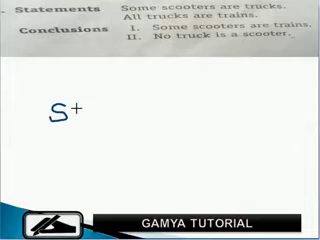 Statements Some scooters are trucks.
All trucks are trains.
Conclusions I. Some scooters are trains.
II. No truck is a scooter.
S
GAMYA TUTORIAL